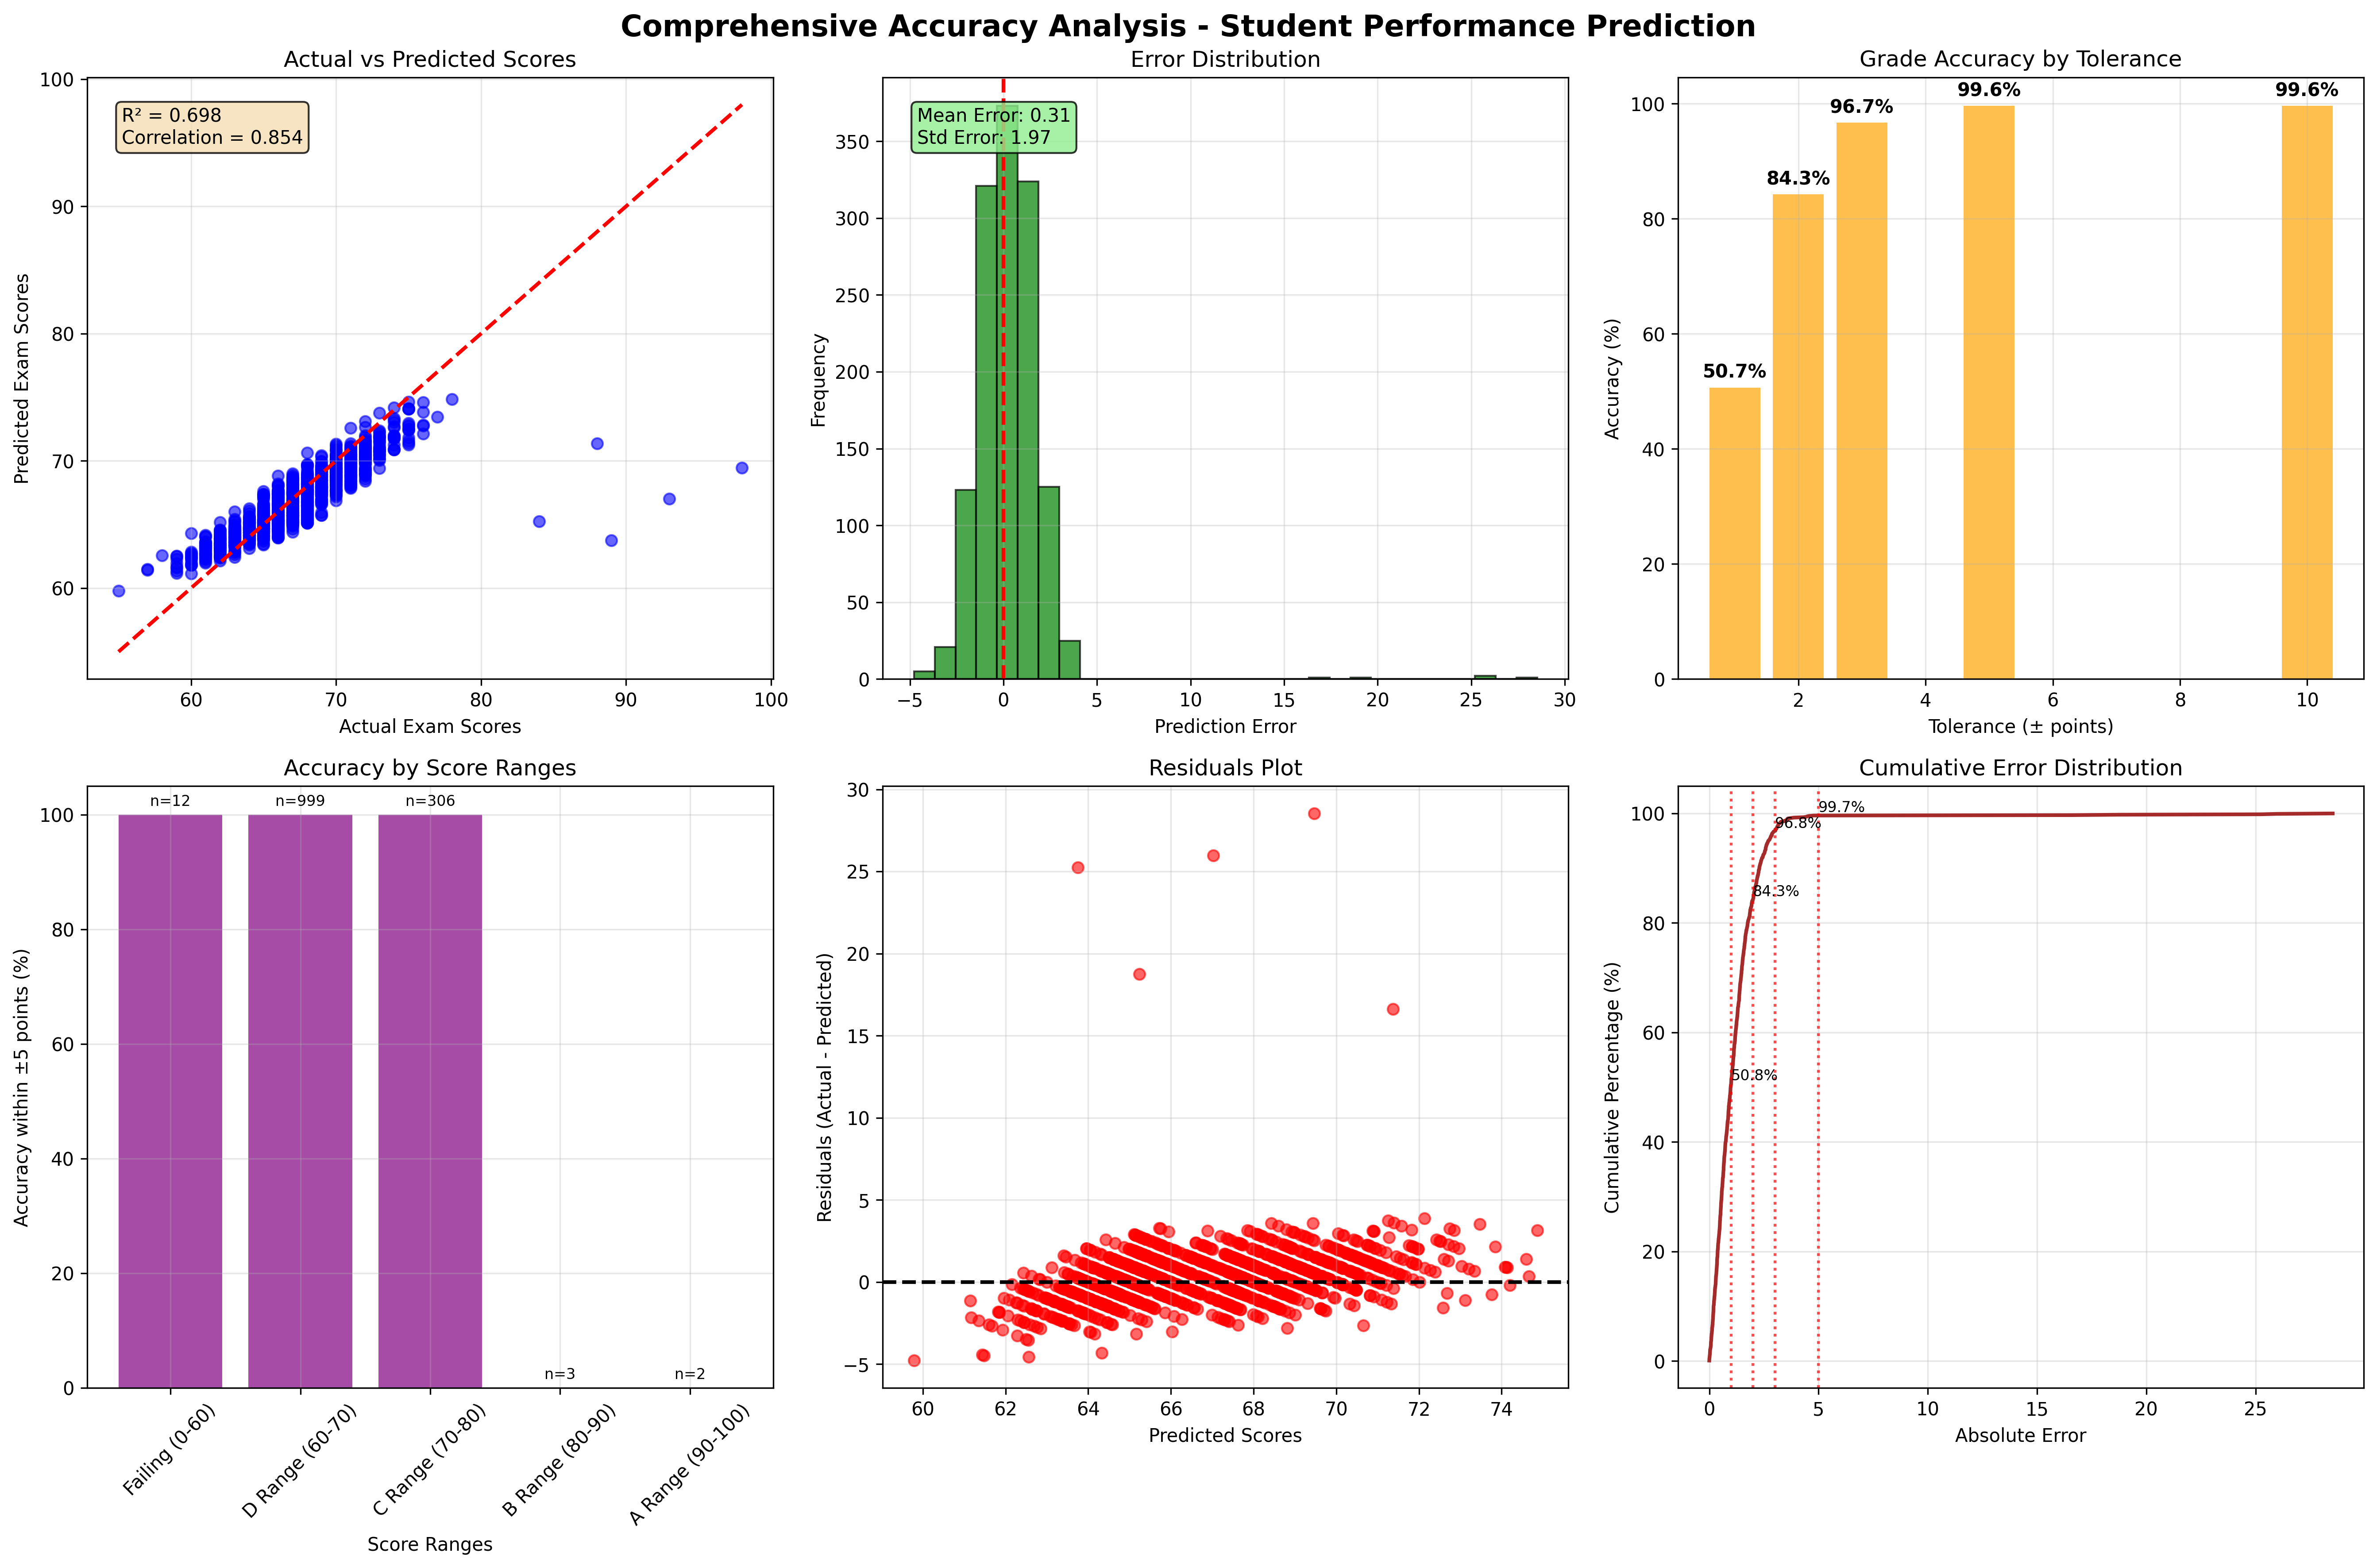 Comprehensive Accuracy Analysis - Student Performance Prediction
Actual vs Predicted Scores
R² = 0.698
Correlation = 0.854
Predicted Exam Scores
100
90
80
70
60
60
70
80
90
100
Actual Exam Scores
Error Distribution
Mean Error: 0.31
Std Error: 1.97
Frequency
350
300
250
200
150
100
50
0
−5
0
5
10
15
20
25
30
Prediction Error
Grade Accuracy by Tolerance
50.7%
84.3%
96.7%
99.6%
99.6%
Accuracy (%)
100
80
60
40
20
0
2
4
6
8
10
Tolerance (± points)
Accuracy by Score Ranges
n=12
n=999
n=306
n=3
n=2
Accuracy within ±5 points (%)
100
80
60
40
20
0
Failing (0-60)
D Range (60-70)
C Range (70-80)
B Range (80-90)
A Range (90-100)
Score Ranges
Residuals Plot
Residuals (Actual - Predicted)
30
25
20
15
10
5
0
−5
60
62
64
66
68
70
72
74
Predicted Scores
Cumulative Error Distribution
99.7%
96.8%
84.3%
50.8%
Cumulative Percentage (%)
100
80
60
40
20
0
0
5
10
15
20
25
Absolute Error